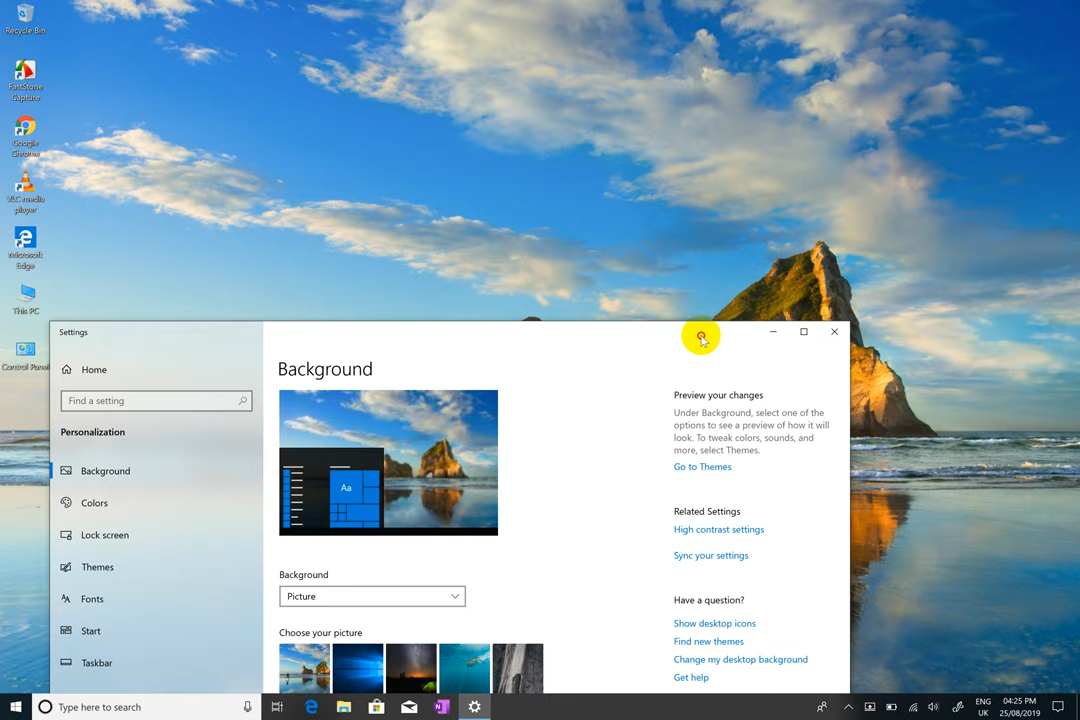 Recycle Bin
FastStone
Capture
Google
Chrome
VLC media
player
Microsoft
Edge
This PC
Control Panel
Settings
Home
Find a setting
Personalization
Background
Colors
Lock screen
Themes
Fonts
Start
Taskbar
Background
Aa
Background
Picture
Choose your picture
Preview your changes
Under Background, select one of the
options to see a preview of how it will
look. To tweak colors, sounds, and
more, select Themes.
Go to Themes
Related Settings
High contrast settings
Sync your settings
Have a question?
Show desktop icons
Find new themes
Change my desktop background
Get help
Type here to search
ENG
UK
04:25 PM
25/08/2019